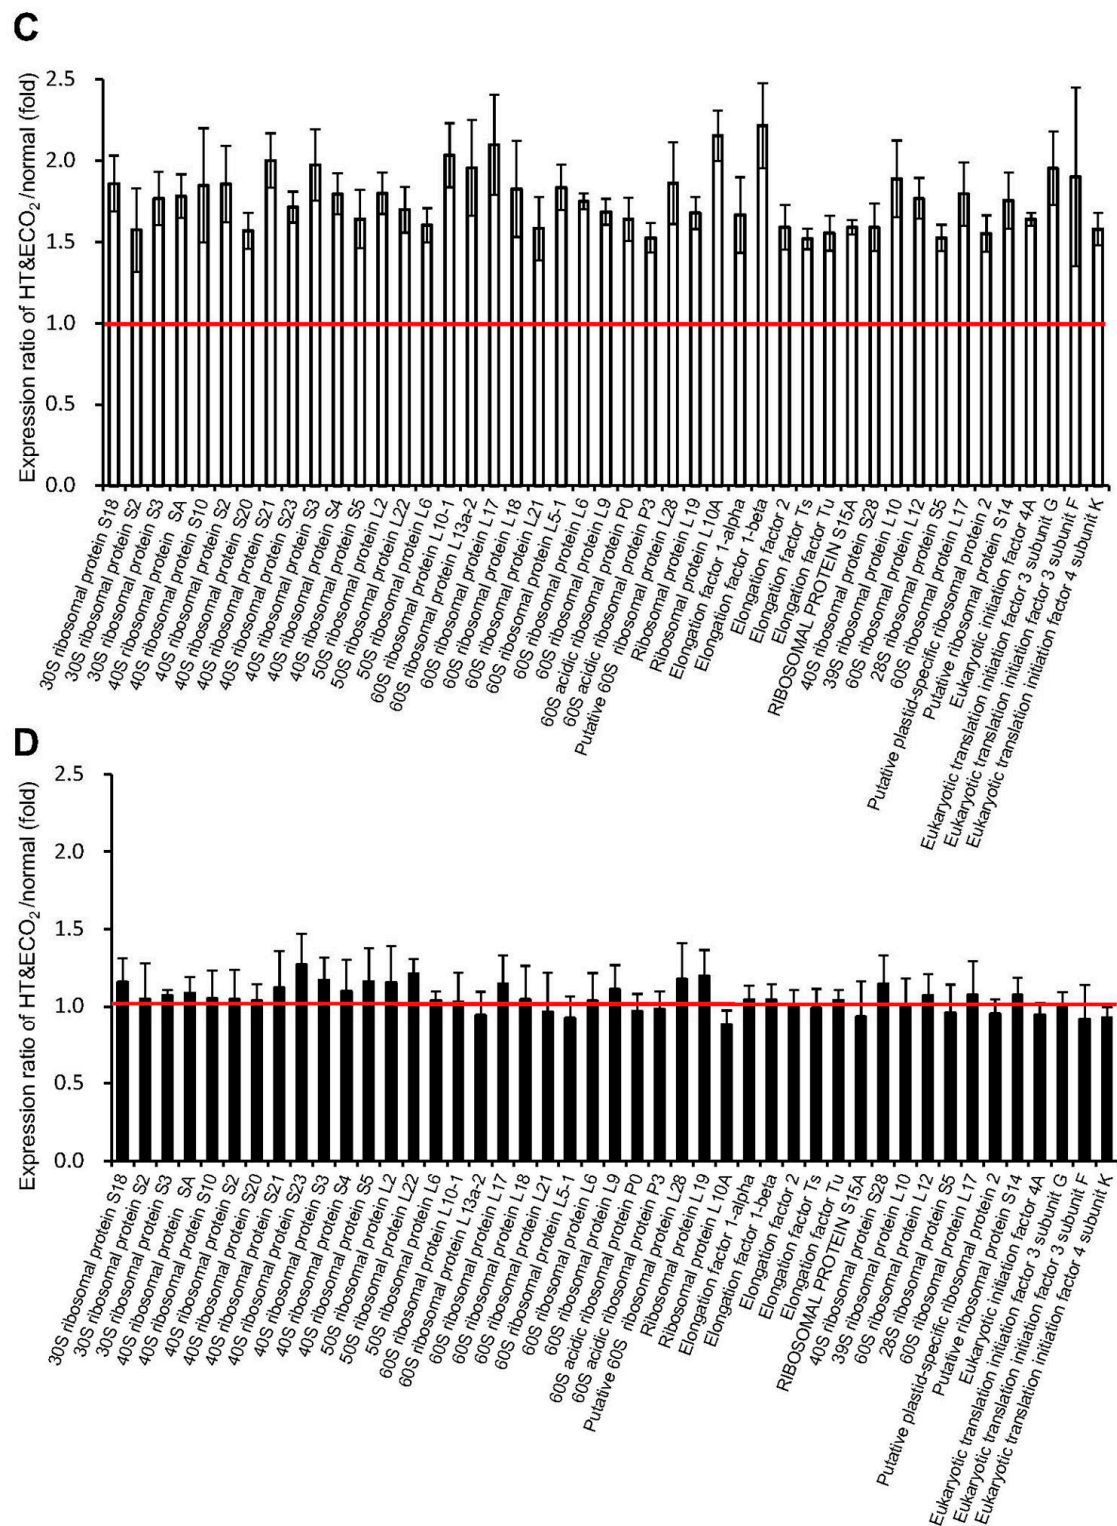 C
Expression ratio of HT&ECO₂/normal (fold)
2.5
2.0
1.5
1.0
0.5
0.0
30S ribosomal protein S18
30S ribosomal protein S2
30S ribosomal protein S3
40S ribosomal protein SA
40S ribosomal protein S10
40S ribosomal protein S2
40S ribosomal protein S20
40S ribosomal protein S21
40S ribosomal protein S23
40S ribosomal protein S3
40S ribosomal protein S4
40S ribosomal protein S5
50S ribosomal protein L2
50S ribosomal protein L22
50S ribosomal protein L6
60S ribosomal protein L10-1
60S ribosomal protein L13a-2
60S ribosomal protein L17
60S ribosomal protein L18
60S ribosomal protein L21
60S ribosomal protein L5-1
60S ribosomal protein L6
60S ribosomal protein L9
60S acidic ribosomal protein P0
60S acidic ribosomal protein P3
Putative 60S ribosomal protein L28
Ribosomal protein L19
Ribosomal protein L10A
Elongation factor 1-alpha
Elongation factor 1-beta
Elongation factor 2
Elongation factor Ts
Elongation factor Tu
RIBOSOMAL PROTEIN S15A
40S ribosomal protein S28
39S ribosomal protein L10
60S ribosomal protein L12
28S ribosomal protein S5
60S ribosomal protein L17
Putative plastid-specific ribosomal protein 2
Putative ribosomal protein S14
Eukaryotic initiation factor 4A
Eukaryotic translation initiation factor 3 subunit G
Eukaryotic translation initiation factor 3 subunit F
Eukaryotic translation initiation factor 4 subunit K
D
Expression ratio of HT&ECO₂/normal (fold)
2.5
2.0
1.5
1.0
0.5
0.0
30S ribosomal protein S18
30S ribosomal protein S2
30S ribosomal protein S3
40S ribosomal protein SA
40S ribosomal protein S10
40S ribosomal protein S2
40S ribosomal protein S20
40S ribosomal protein S21
40S ribosomal protein S23
40S ribosomal protein S3
40S ribosomal protein S4
40S ribosomal protein S5
50S ribosomal protein L2
50S ribosomal protein L22
50S ribosomal protein L6
60S ribosomal protein L10-1
60S ribosomal protein L13a-2
60S ribosomal protein L17
60S ribosomal protein L18
60S ribosomal protein L21
60S ribosomal protein L5-1
60S ribosomal protein L6
60S ribosomal protein L9
60S acidic ribosomal protein P0
60S acidic ribosomal protein P3
Putative 60S ribosomal protein L28
Ribosomal protein L19
Ribosomal protein L10A
Elongation factor 1-alpha
Elongation factor 1-beta
Elongation factor 2
Elongation factor Ts
Elongation factor Tu
RIBOSOMAL PROTEIN S15A
40S ribosomal protein S28
39S ribosomal protein L10
60S ribosomal protein L12
28S ribosomal protein S5
60S ribosomal protein L17
Putative plastid-specific ribosomal protein 2
Putative ribosomal protein S14
Eukaryotic initiation factor 4A
Eukaryotic translation initiation factor 3 subunit G
Eukaryotic translation initiation factor 3 subunit F
Eukaryotic translation initiation factor 4 subunit K